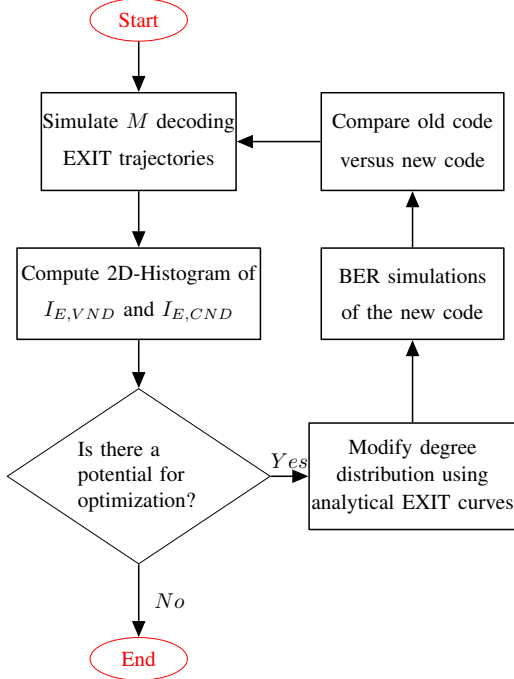 Start
Simulate M decoding
EXIT trajectories
Compute 2D-Histogram of
I_{E,VND} and I_{E,CND}
Is there a
potential for
optimization?
Yes
No
End
Modify degree
distribution using
analytical EXIT curves
BER simulations
of the new code
Compare old code
versus new code